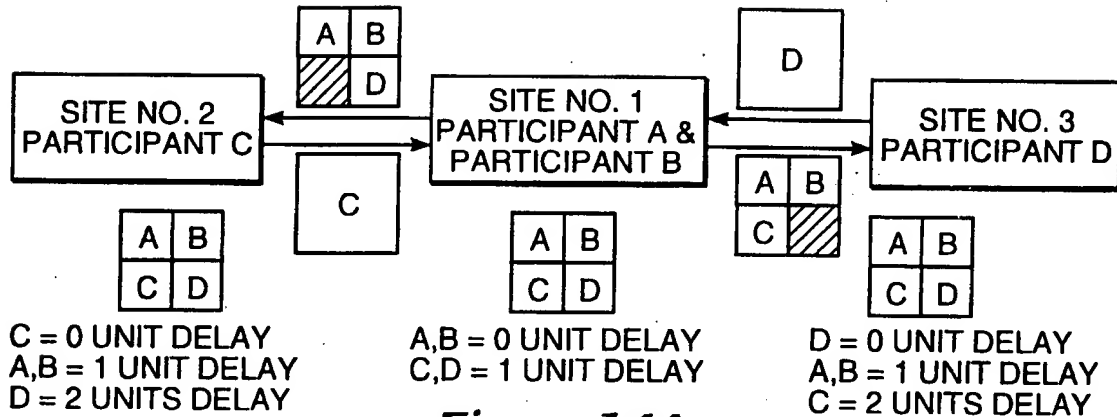 A B
D
D
SITE NO. 2
PARTICIPANT C
SITE NO. 1
PARTICIPANT A &
PARTICIPANT B
SITE NO. 3
PARTICIPANT D
C
A B
C
A B
C D
A B
C D
A B
C D
C = 0 UNIT DELAY
A,B = 1 UNIT DELAY
D = 2 UNITS DELAY
A,B = 0 UNIT DELAY
C,D = 1 UNIT DELAY
D = 0 UNIT DELAY
A,B = 1 UNIT DELAY
C = 2 UNITS DELAY